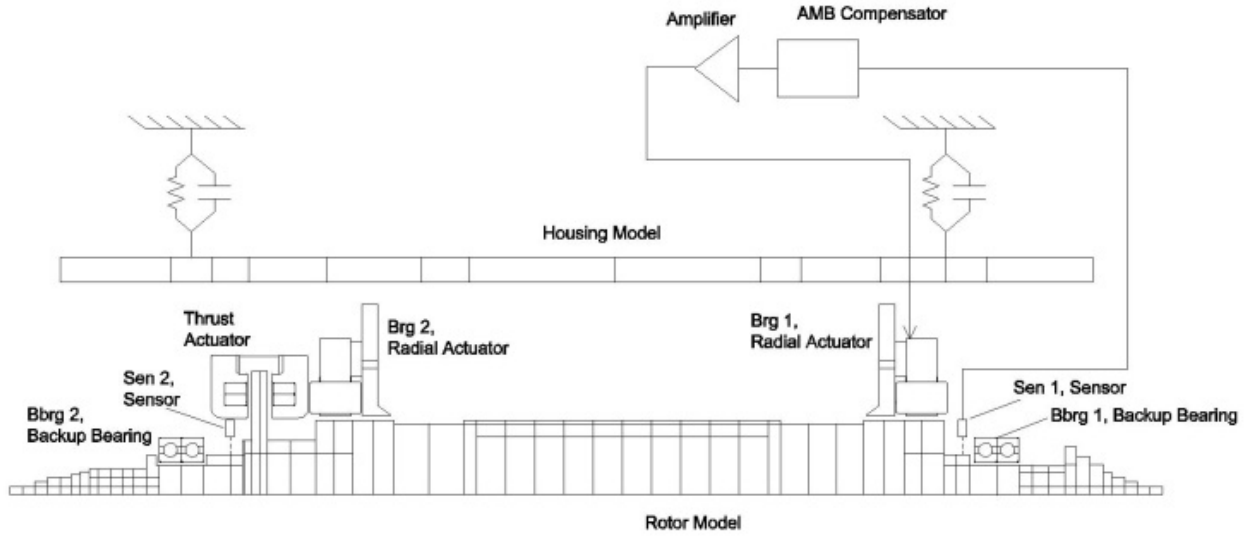 Amplifier
AMB Compensator
Housing Model
Thrust
Actuator
Brg 2,
Radial Actuator
Brg 1,
Radial Actuator
Sen 2,
Sensor
Sen 1, Sensor
Bbrg 2,
Backup Bearing
Bbrg 1, Backup Bearing
Rotor Model